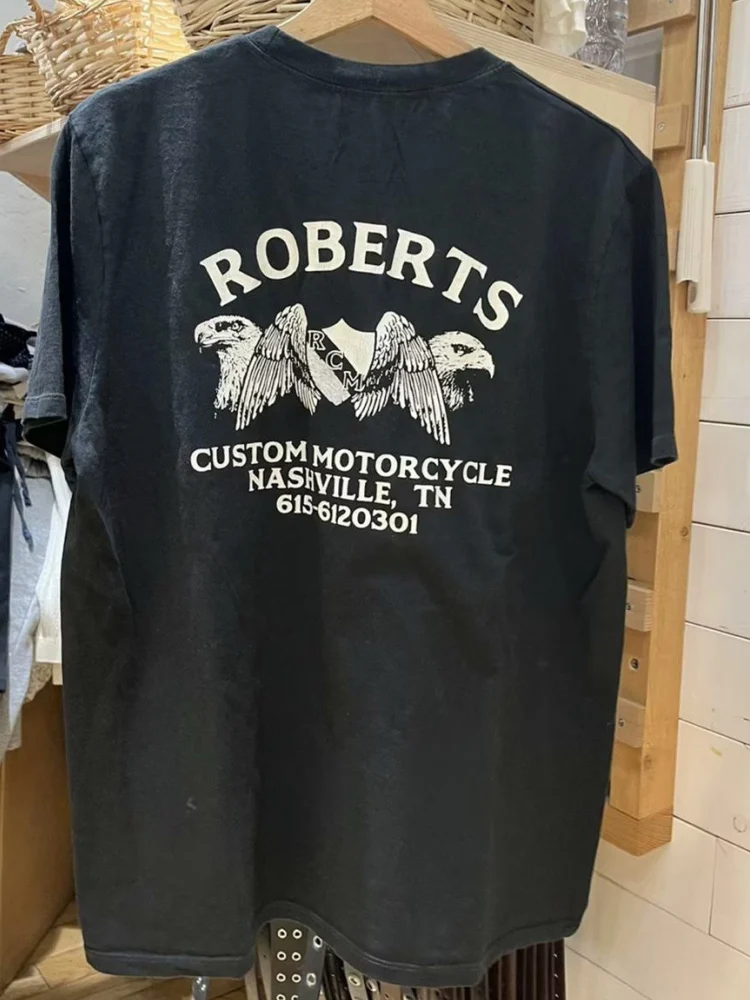 ROBERTS
RCM
CUSTOM MOTORCYCLE
NASHVILLE, TN
615-6120301